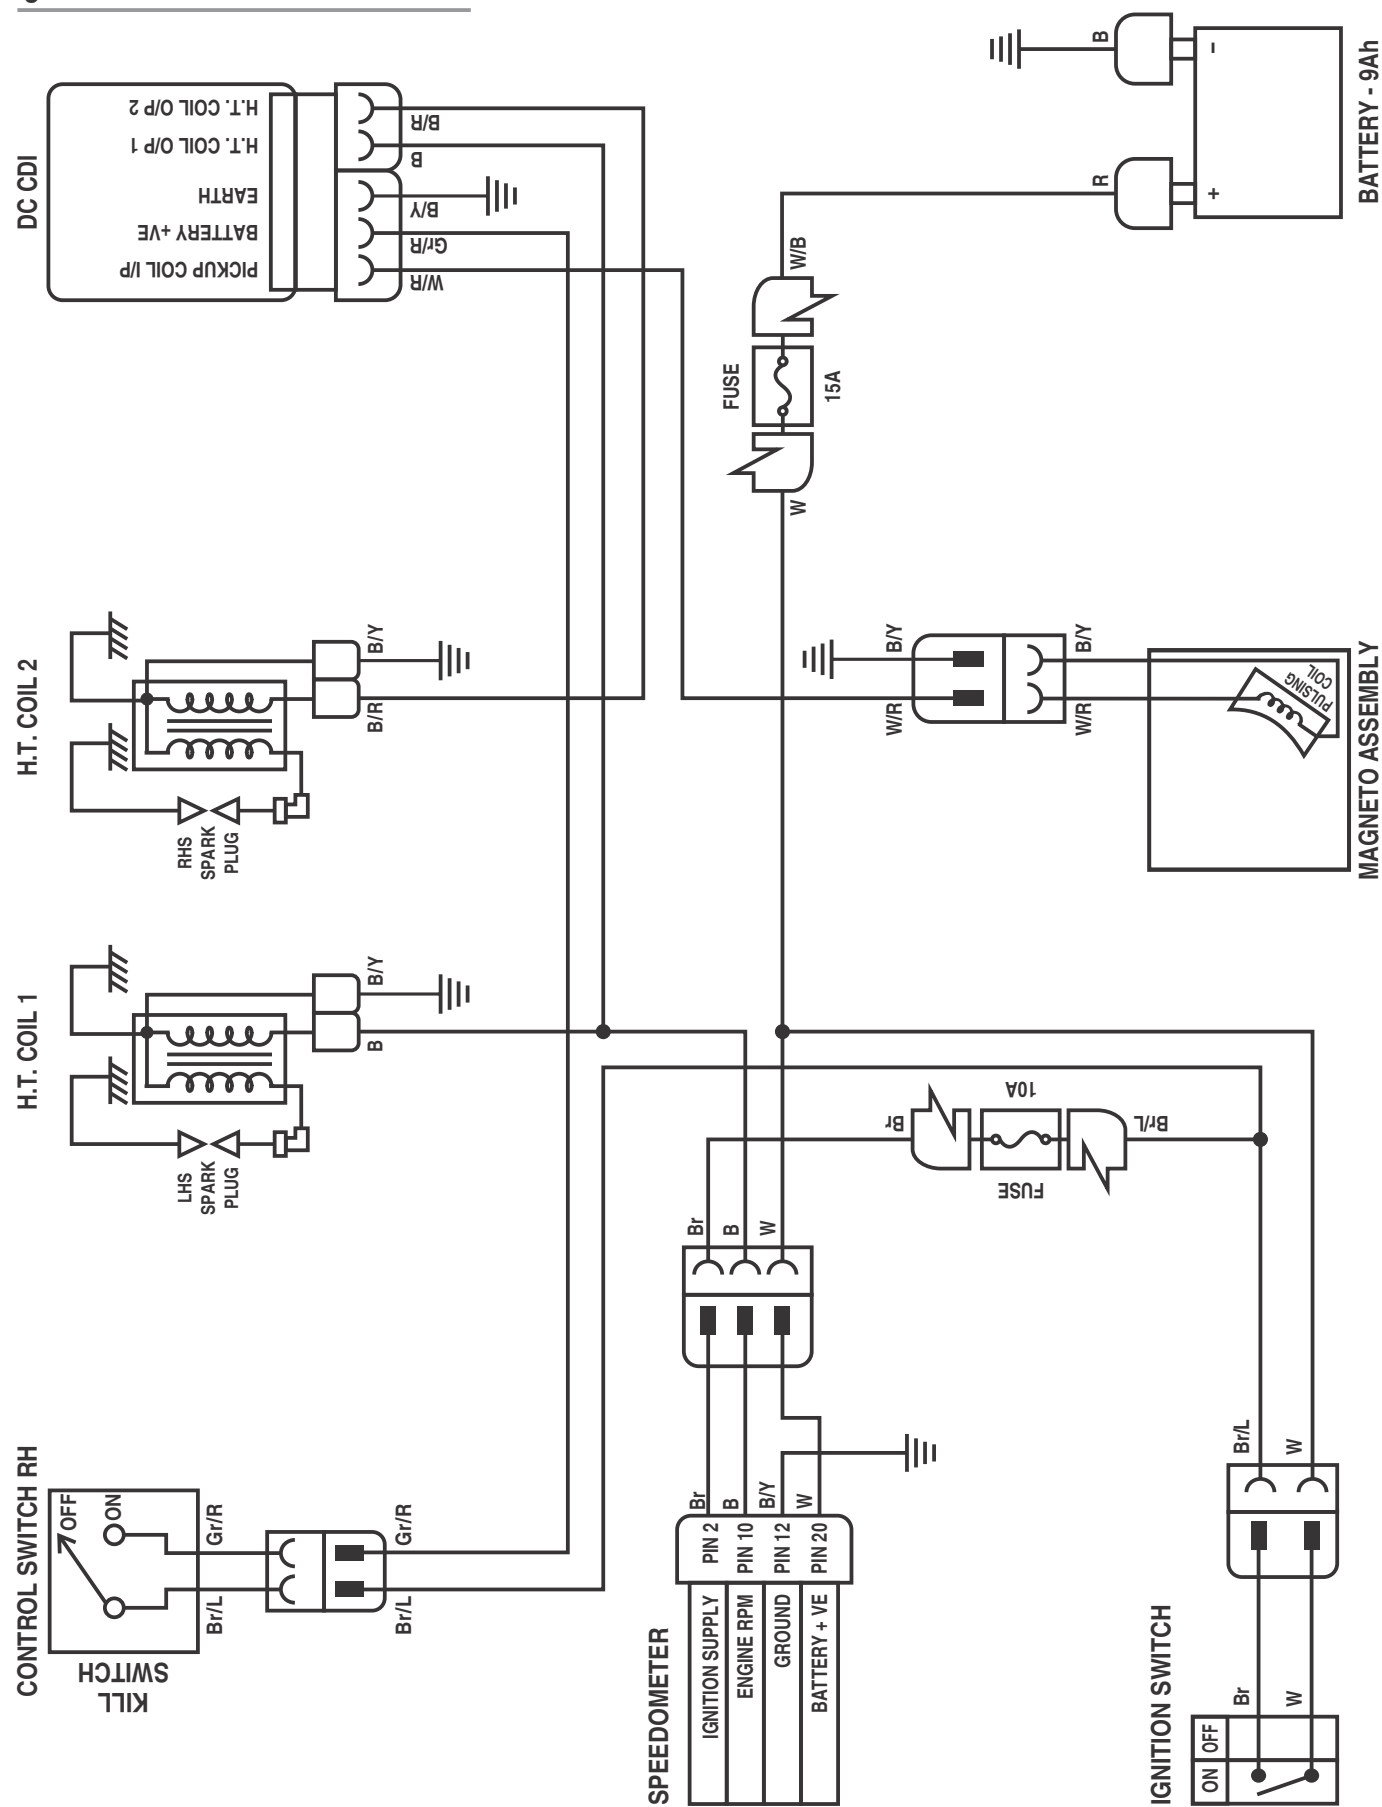 DC CDI
H.T. COIL O/P 2
H.T. COIL O/P 1
EARTH
BATTERY + VE
PICKUP COIL I/P
B/R
B
B/Y
Gr/R
W/R
B
R
-
+
BATTERY - 9Ah
W/B
FUSE
15A
W
H.T. COIL 2
B/Y
B/R
RHS
SPARK
PLUG
B/Y
W/R
B/Y
W/R
PULSING
COIL
MAGNETO ASSEMBLY
H.T. COIL 1
B/Y
B
LHS
SPARK
PLUG
10A
FUSE
Br
Br/L
Br
B
W
CONTROL SWITCH RH
OFF
ON
KILL
SWITCH
Gr/R
Br/L
Gr/R
Br/L
SPEEDOMETER
Br
B
B/Y
W
PIN 2
PIN 10
PIN 12
PIN 20
IGNITION SUPPLY
ENGINE RPM
GROUND
BATTERY + VE
Br/L
W
Br
W
IGNITION SWITCH
ON
OFF